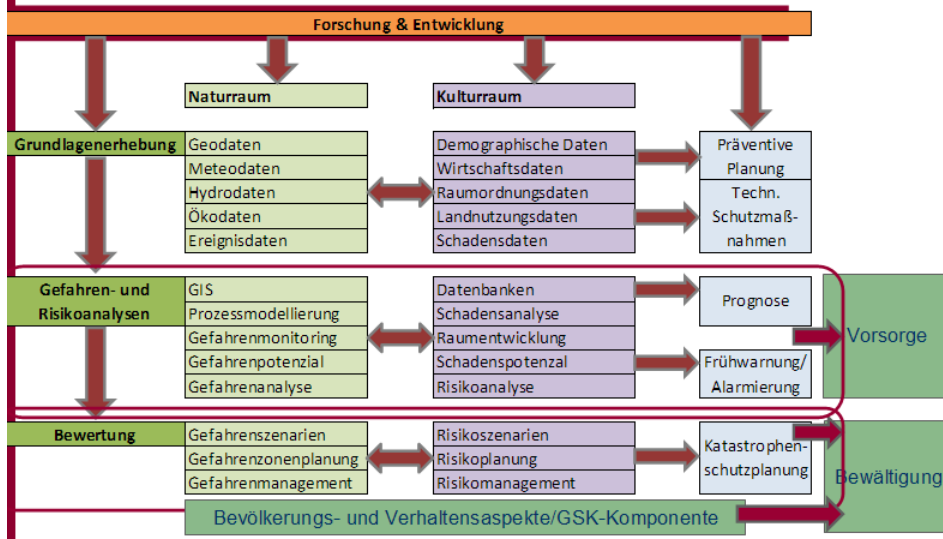 Forschung & Entwicklung
Naturraum
Kulturraum
Grundlagenerhebung
Geodaten
Meteodaten
Hydrodaten
Ökodaten
Ereignisdaten
Demographische Daten
Wirtschaftsdaten
Raumordnungsdaten
Landnutzungsdaten
Schadensdaten
Präventive
Planung
Techn.
Schutzmaß-
nahmen
Gefahren- und
Risikoanalysen
GIS
Prozessmodellierung
Gefahrenmonitoring
Gefahrenpotenzial
Gefahrenanalyse
Datenbanken
Schadensanalyse
Raumentwicklung
Schadenspotenzal
Risikoanalyse
Prognose
Frühwarnung/
Alarmierung
Vorsorge
Bewertung
Gefahrenszenarien
Gefahrenzonenplanung
Gefahrenmanagement
Risikoszenarien
Risikoplanung
Risikomanagement
Katastrophen-
schutzplanung
Bewältigung
Bevölkerungs- und Verhaltensaspekte/GSK-Komponente